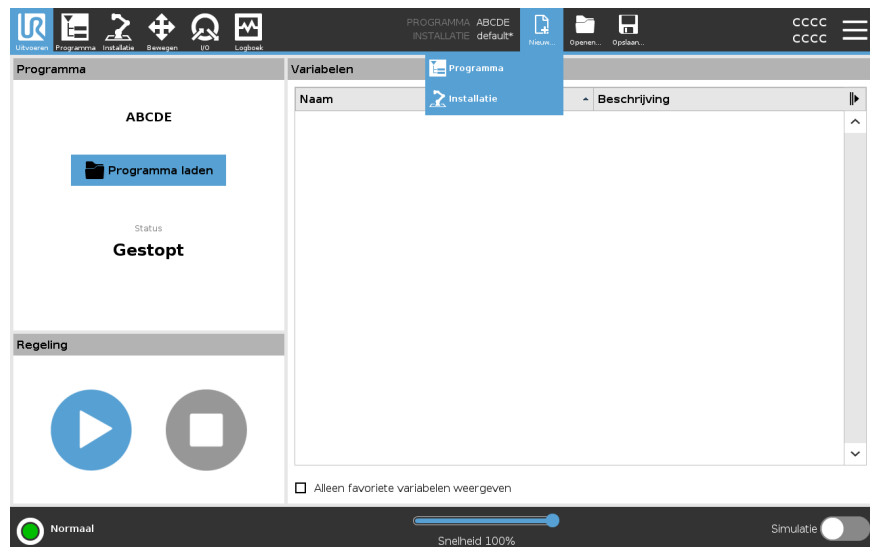 UR
PROGRAMMA ABCDE
INSTALLATIE default*
CCCC
CCCC
Uitvoeren Programma Installatie Bewegen I/O Logboek Nieuw... Openen... Opslaan...
Programma
Installatie
Programma
ABCDE
Programma laden
Status
Gestopt
Regeling
Variabelen
Naam Beschrijving
Alleen favoriete variabelen weergeven
Normaal
Snelheid 100%
Simulatie